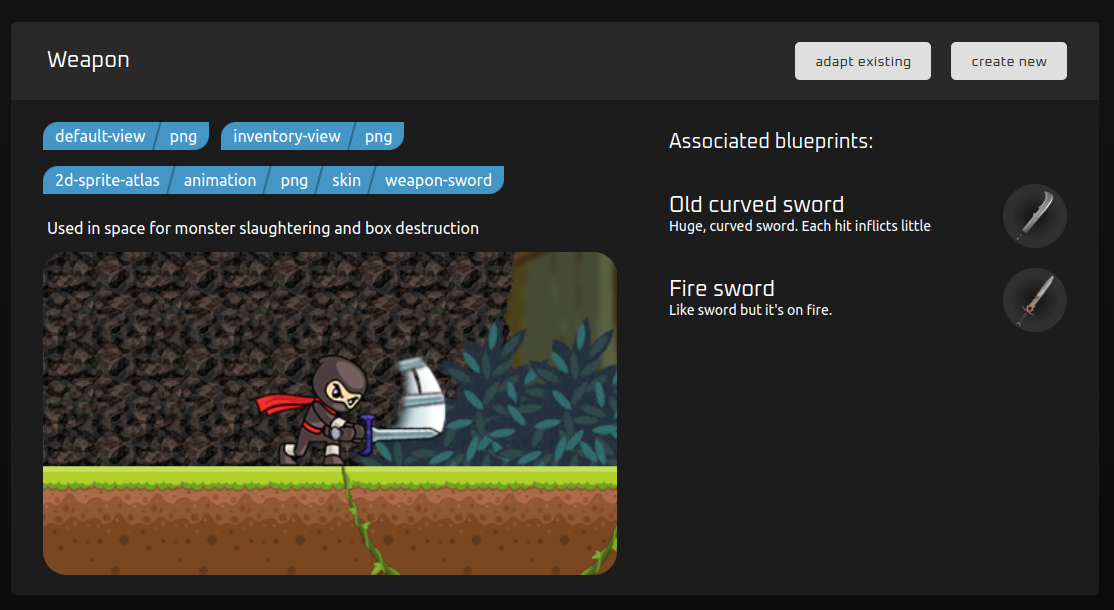 Weapon
adapt existing
create new
default-view png inventory-view png
2d-sprite-atlas animation png skin weapon-sword
Used in space for monster slaughtering and box destruction
Associated blueprints:
Old curved sword
Huge, curved sword. Each hit inflicts little
Fire sword
Like sword but it's on fire.